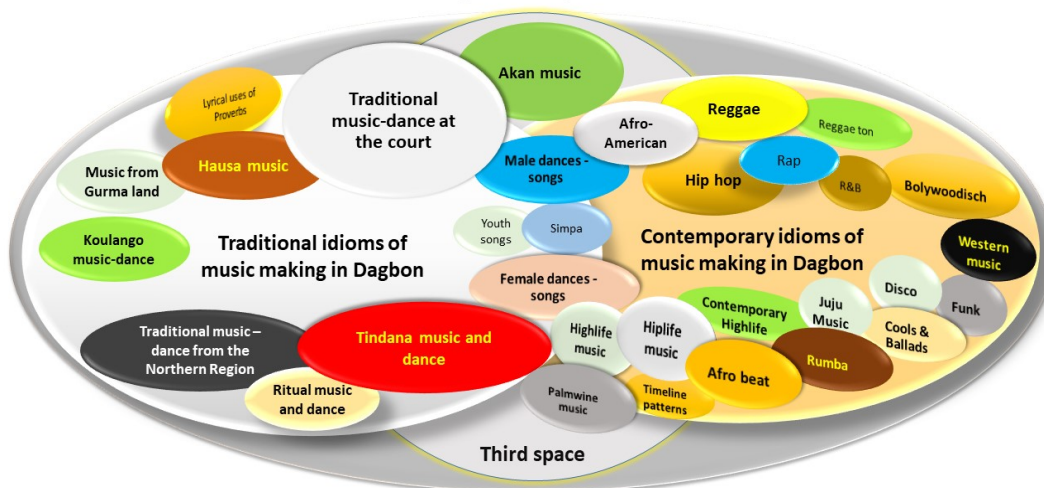 Akan music
Lyrical uses of
Proverbs
Traditional
music-dance at
the court
Reggae
Afro-
American
Reggae ton
Music from
Gurma land
Hausa music
Male dances -
songs
Hip hop
Rap
R&B
Bolywoodisch
Koulango
music-dance
Traditional idioms of
music making in Dagbon
Youth
songs
Simpa
Contemporary idioms of
music making in Dagbon
Western
music
Female dances -
songs
Disco
Funk
Traditional music –
dance from the
Northern Region
Tindana music and
dance
Highlife
music
Hiplife
music
Contemporary
Highlife
Juju
Music
Cools &
Ballads
Rumba
Afro beat
Ritual music
and dance
Palmwine
music
Timeline
patterns
Third space